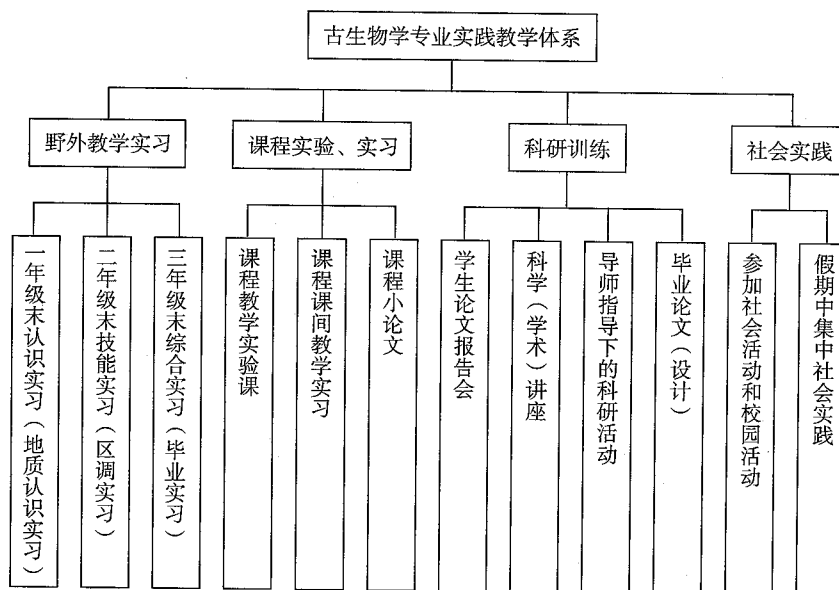 古生物学专业实践教学体系
野外教学实习
课程实验、实习
科研训练
社会实践
一年级末认识实习(地质认识实习)
二年级末技能实习(区调实习)
三年级末综合实习(毕业实习)
课程教学实验课
课程课间教学实习
课程小论文
学生论文报告会
科学(学术)讲座
导师指导下的科研活动
毕业论文(设计)
参加社会活动和校园活动
假期中集中社会实践